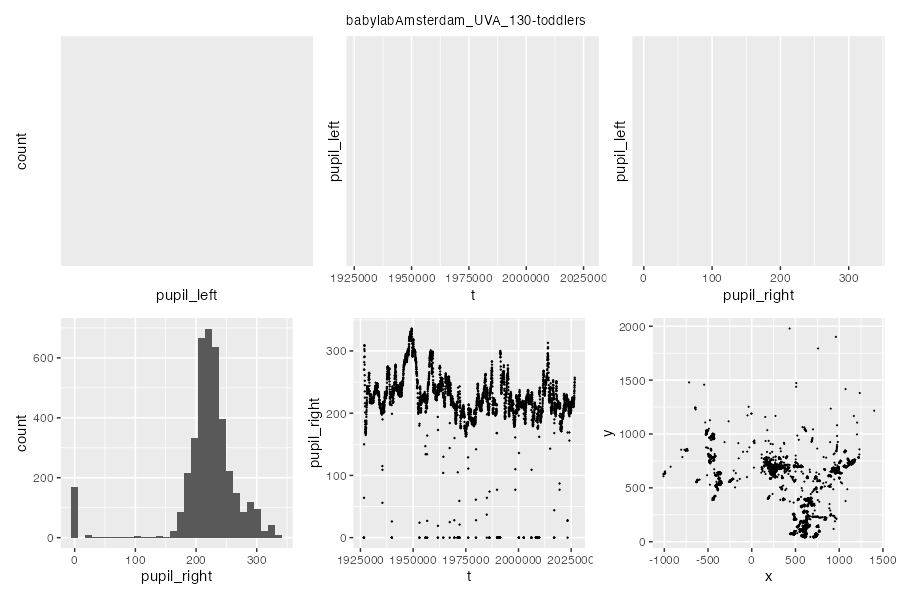 babylabAmsterdam_UVA_130-toddlers
count
pupil_left
pupil_left
1925000 1950000 1975000 2000000 2025000
t
pupil_left
0 100 200 300
pupil_right
count
600
400
200
0
0 100 200 300
pupil_right
pupil_right
300
200
100
0
1925000 1950000 1975000 2000000 2025000
t
y
2000
1500
1000
500
0
-1000 -500 0 500 1000 1500
x